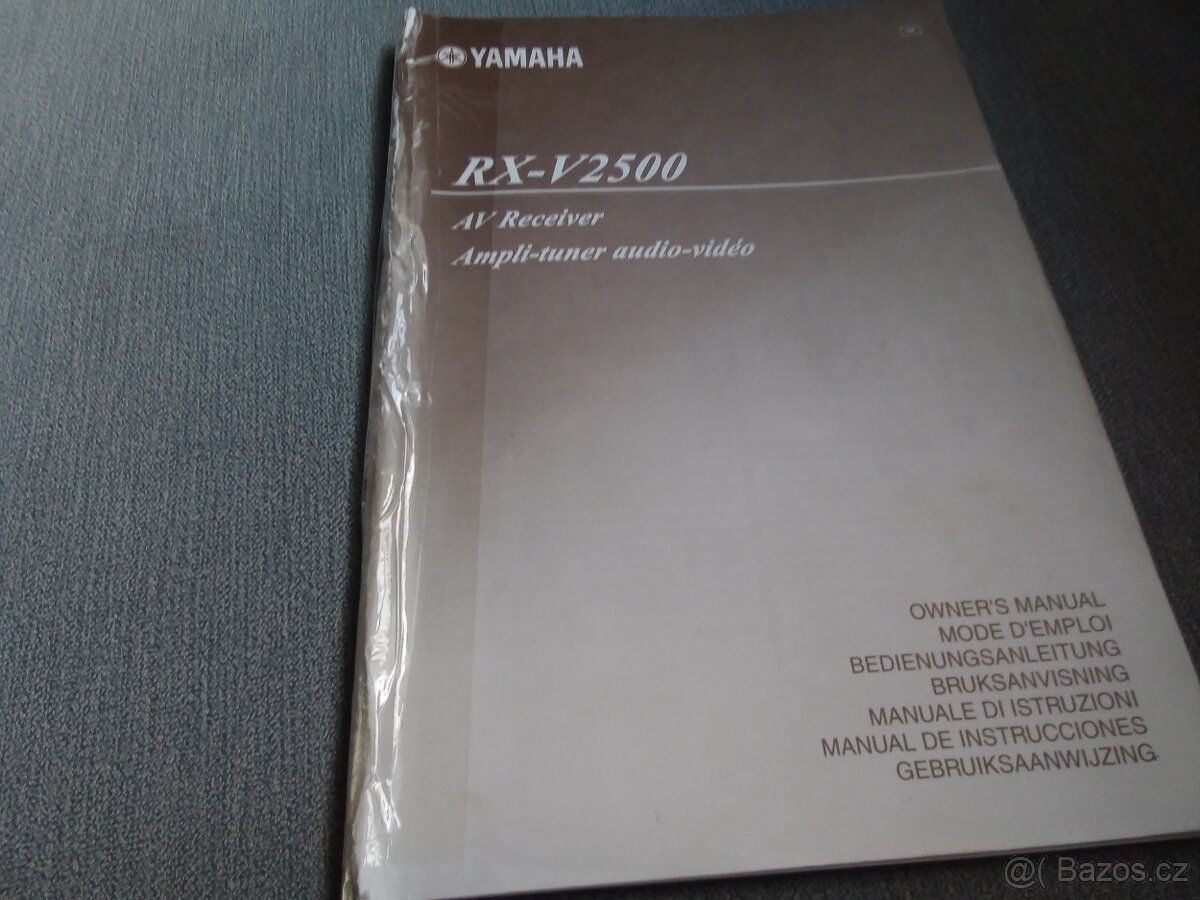 YAMAHA
RX-V2500
AV Receiver
Ampli-tuner audio-vidéo
OWNER'S MANUAL
MODE D'EMPLOI
BEDIENUNGSANLEITUNG
BRUKSANVISNING
MANUALE DI ISTRUZIONI
MANUAL DE INSTRUCCIONES
GEBRUIKSAANWIJZING
@( Bazos.cz